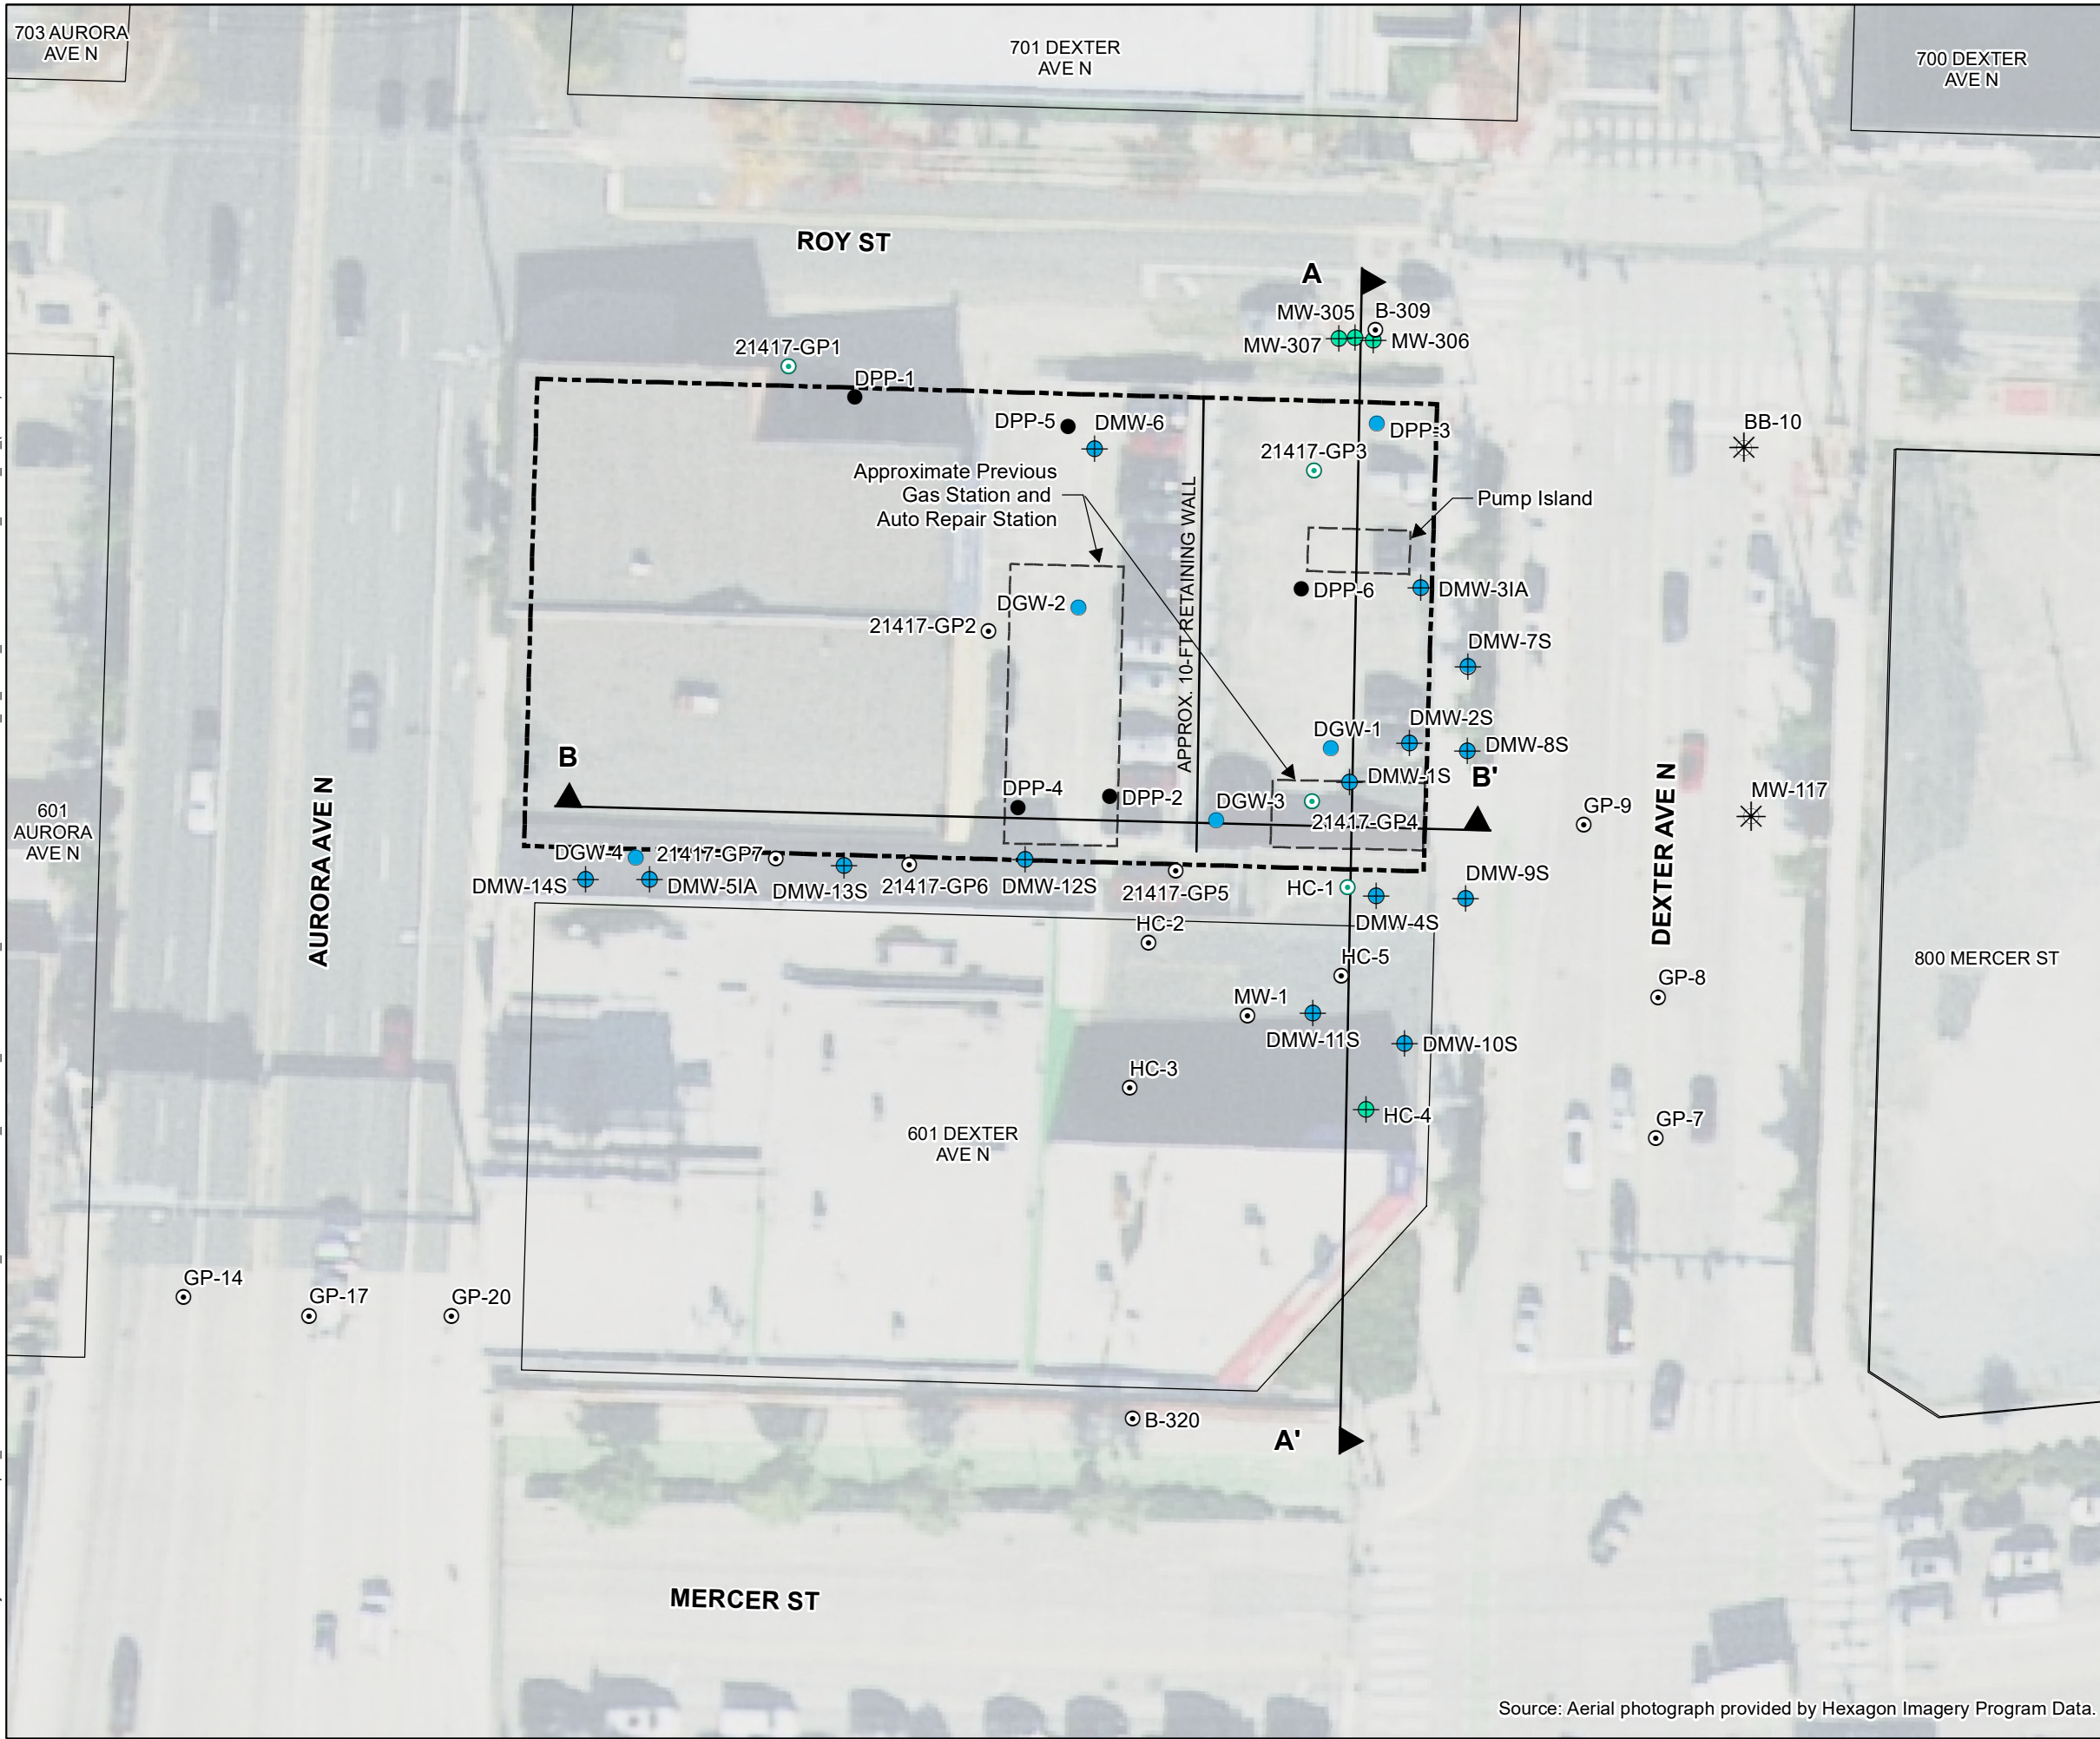 703 AURORA
AVE N
701 DEXTER
AVE N
700 DEXTER
AVE N
ROY ST
A
MW-305
B-309
MW-307
MW-306
21417-GP1
DPP-1
DPP-5
DMW-6
DPP-3
BB-10
21417-GP3
Approximate Previous
Gas Station and
Auto Repair Station
Pump Island
APPROX. 10-FT RETAINING WALL
DGW-2
DPP-6
DMW-3IA
21417-GP2
DMW-7S
DGW-1
DMW-2S
DMW-8S
B
DMW-1S
B'
DPP-4
DPP-2
DGW-3
MW-117
GP-9
21417-GP4
601
AURORA
AVE N
AURORA AVE N
DEXTER AVE N
DGW-4
21417-GP7
DMW-14S
DMW-5IA
DMW-13S
21417-GP6
DMW-12S
21417-GP5
HC-1
DMW-9S
HC-2
DMW-4S
HC-5
800 MERCER ST
GP-8
MW-1
DMW-11S
DMW-10S
HC-3
HC-4
GP-7
601 DEXTER
AVE N
GP-14
GP-17
GP-20
B-320
A'
MERCER ST
Source: Aerial photograph provided by Hexagon Imagery Program Data.